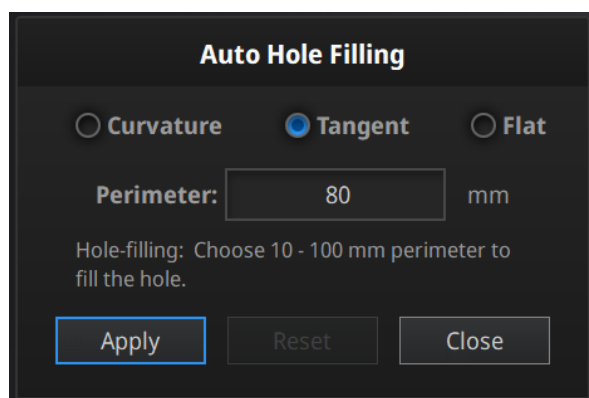 Auto Hole Filling
Curvature Tangent Flat
Perimeter: 80 mm
Hole-filling: Choose 10 - 100 mm perimeter to
fill the hole.
Apply Reset Close